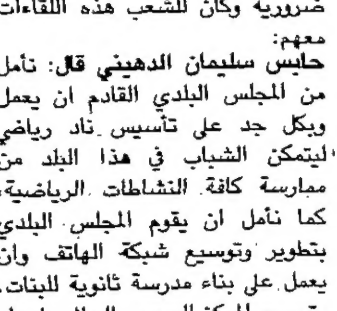 ضرورية وكان للشعب هذه اللقاءات
معهم:
حابس سليمان الدهيني قال: نأمل
من المجلس البلدي القادم ان يعمل
وبكل جد على تأسيس ناد رياضي
ليتمكن الشباب في هذا البلد من
ممارسة كافة النشاطات الرياضية،
كما نأمل ان يقوم المجلس البلدي
بتطوير وتوسيع شبكة الهاتف وان
يعمل على بناء مدرسة ثانوية للبنات،